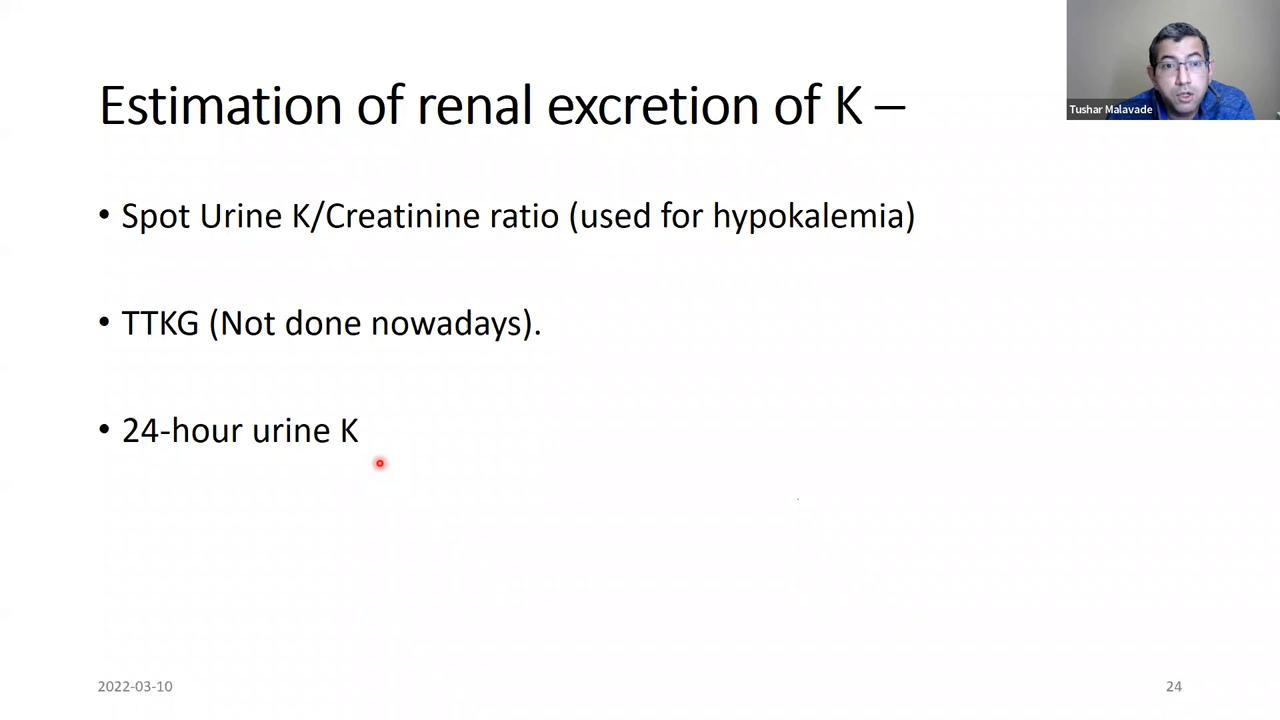 Estimation of renal excretion of K –
Tushar Malavade
• Spot Urine K/Creatinine ratio (used for hypokalemia)
• TTKG (Not done nowadays).
• 24-hour urine K
2022-03-10
24